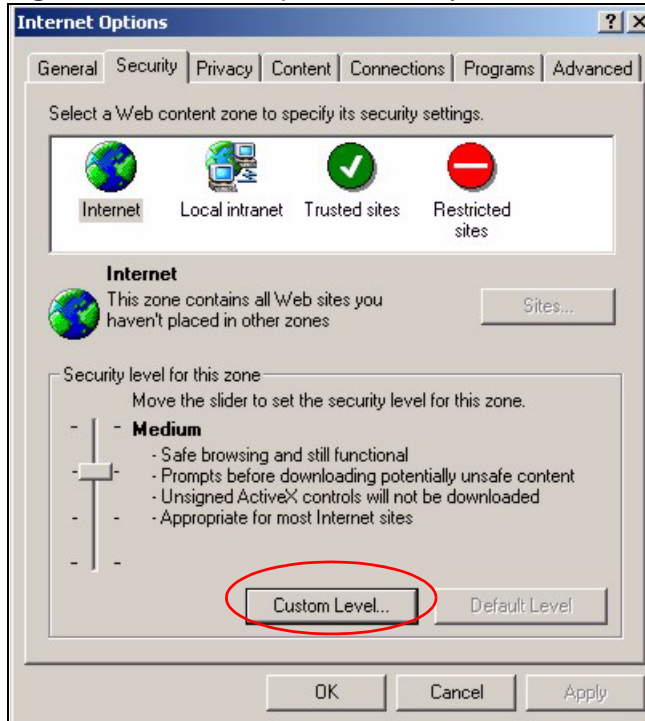 Internet Options
General Security Privacy Content Connections Programs Advanced
Select a Web content zone to specify its security settings.
Internet Local intranet Trusted sites Restricted
sites
Internet
This zone contains all Web sites you
haven't placed in other zones
Sites...
Security level for this zone
Move the slider to set the security level for this zone.
Medium
- Safe browsing and still functional
- Prompts before downloading potentially unsafe content
- Unsigned ActiveX controls will not be downloaded
- Appropriate for most Internet sites
Custom Level... Default Level
OK Cancel Apply